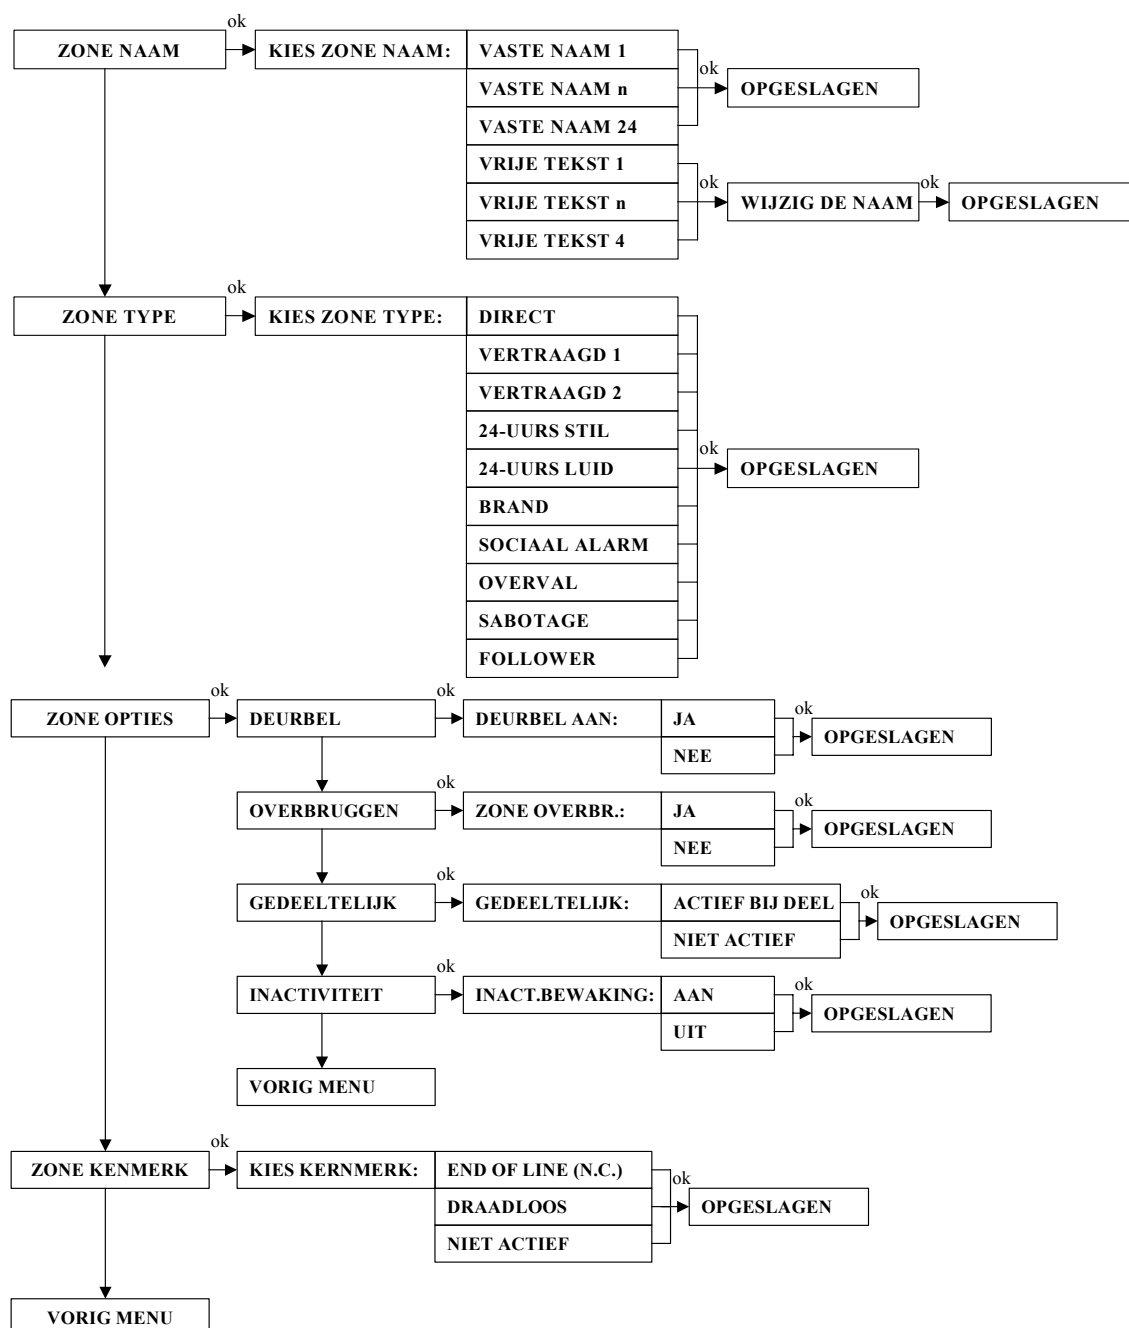 ok
ZONE NAAM
KIES ZONE NAAM:
VASTE NAAM 1
VASTE NAAM n
ok
OPGESLAGEN
VASTE NAAM 24
VRIJE TEKST 1
VRIJE TEKST n
ok
WIJZIG DE NAAM
ok
OPGESLAGEN
VRIJE TEKST 4
ok
ZONE TYPE
KIES ZONE TYPE:
DIRECT
VERTRAAGD 1
VERTRAAGD 2
24-UURS STIL
24-UURS LUID
ok
OPGESLAGEN
BRAND
SOCIAAL ALARM
OVERVAL
SABOTAGE
FOLLOWER
ZONE OPTIES
ok
DEURBEL
ok
DEURBEL AAN:
JA
NEE
ok
OPGESLAGEN
OVERBRUGGEN
ok
ZONE OVERBR.:
JA
NEE
ok
OPGESLAGEN
GEDEELTELIJK
ok
GEDEELTELIJK:
ACTIEF BIJ DEEL
NIET ACTIEF
ok
OPGESLAGEN
INACTIVITEIT
ok
INACT.BEWAKING:
AAN
UIT
ok
OPGESLAGEN
VORIG MENU
ZONE KENMERK
ok
KIES KERNMERK:
END OF LINE (N.C.)
DRAADLOOS
NIET ACTIEF
ok
OPGESLAGEN
VORIG MENU